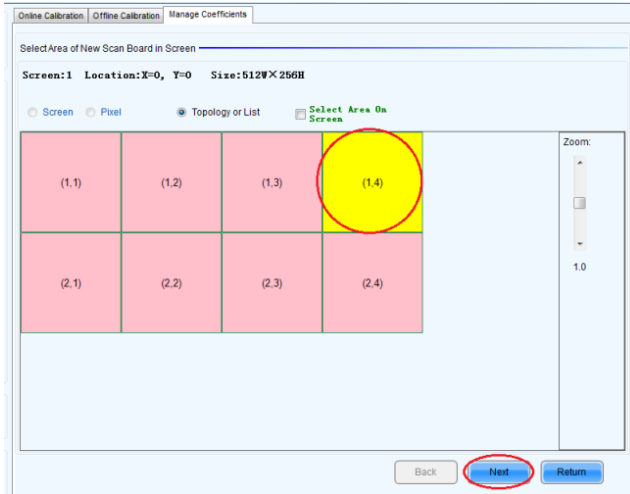 Online Calibration Offline Calibration Manage Coefficients
Select Area of New Scan Board in Screen
Screen:1 Location:X=0, Y=0 Size:512W×256H
Screen Pixel Topology or List Select Area On
Screen
Zoom:
(1,1) (1,2) (1,3) (1,4)
1.0
(2,1) (2,2) (2,3) (2,4)
Back Next Return